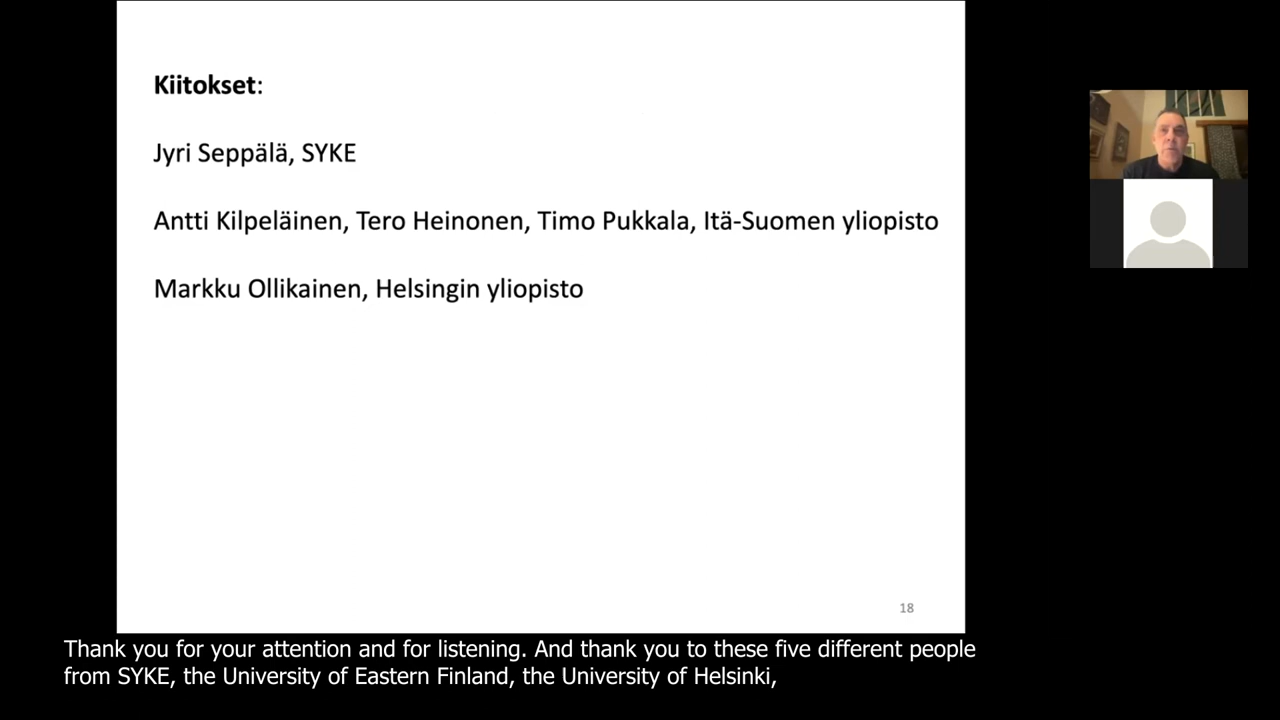 Kiitokset:
Jyri Seppälä, SYKE
Antti Kilpeläinen, Tero Heinonen, Timo Pukkala, Itä-Suomen yliopisto
Markku Ollikainen, Helsingin yliopisto
18
Thank you for your attention and for listening. And thank you to these five different people
from SYKE, the University of Eastern Finland, the University of Helsinki,